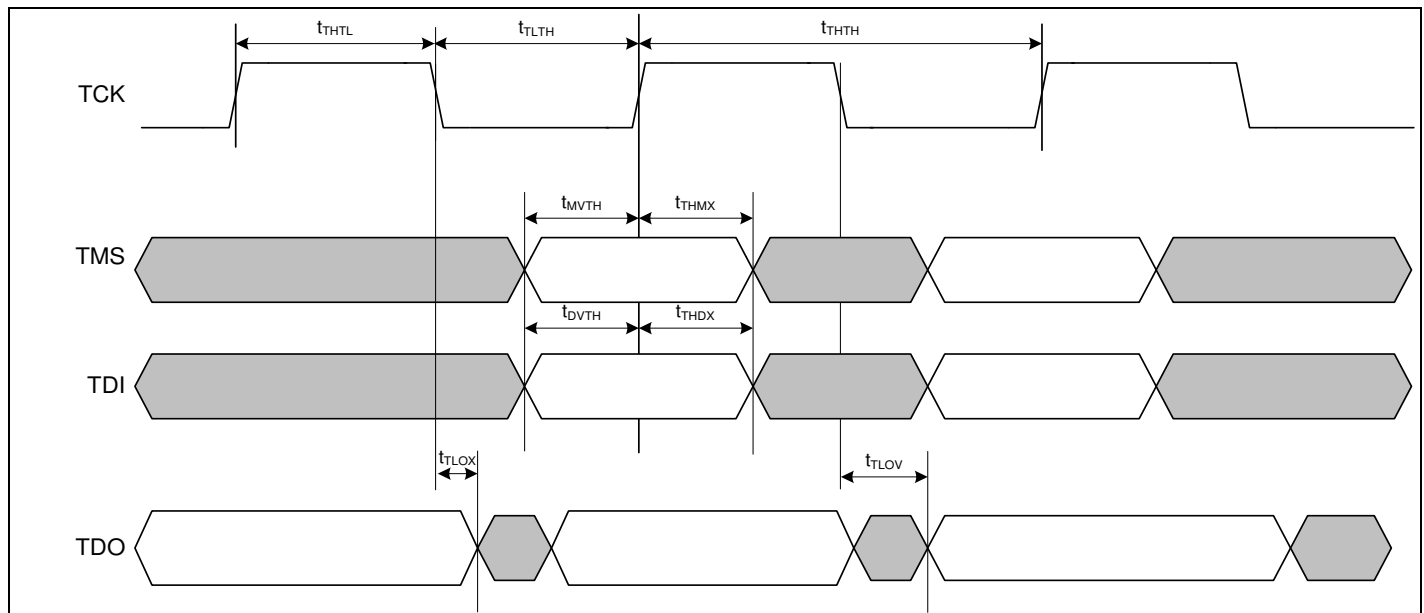 tTHTL tTLTH tTHTH
TCK
tMVTH tTHMX
TMS
tDVTH tTHDX
TDI
tTLOX tTLOV
TDO